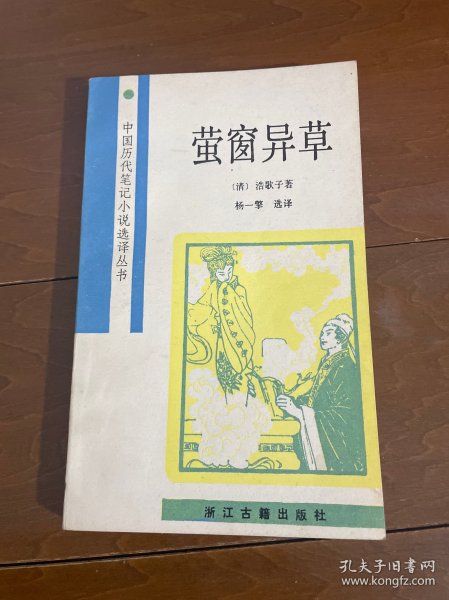 中国历代笔记小说选译丛书
萤窗异草
（清）浩歌子著
杨一擎 选译
浙江古籍出版社
孔夫子旧书网
www.kongfz.com